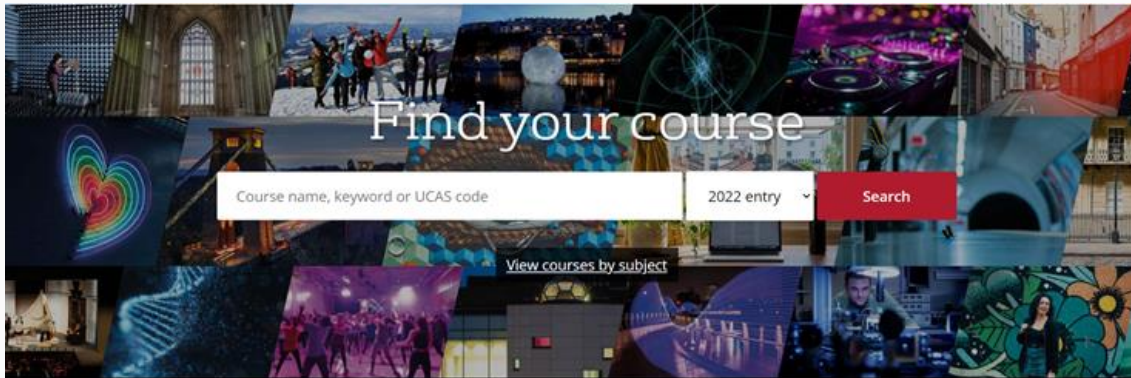 Find your course
Course name, keyword or UCAS code
2022 entry
Search
View courses by subject